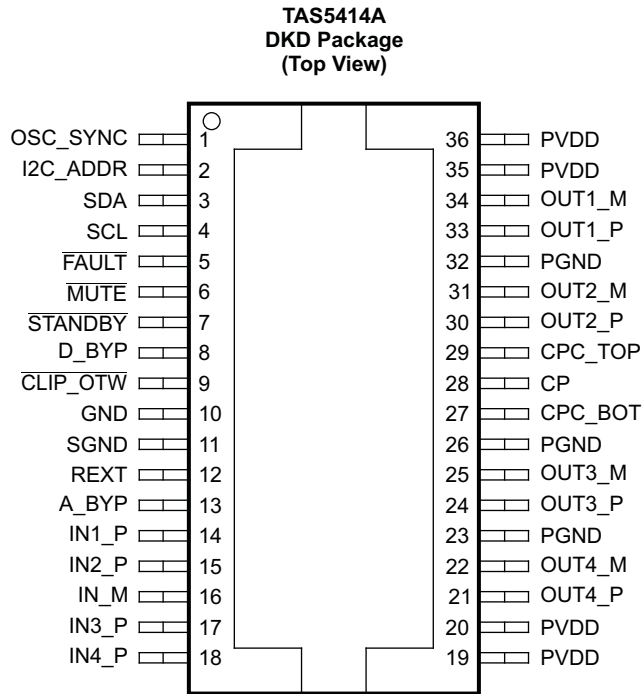 TAS5414A
DKD Package
(Top View)
OSC_SYNC 1 36 PVDD
I2C_ADDR 2 35 PVDD
SDA 3 34 OUT1_M
SCL 4 33 OUT1_P
FAULT 5 32 PGND
MUTE 6 31 OUT2_M
STANDBY 7 30 OUT2_P
D_BYP 8 29 CPC_TOP
CLIP_OTW 9 28 CP
GND 10 27 CPC_BOT
SGND 11 26 PGND
REXT 12 25 OUT3_M
A_BYP 13 24 OUT3_P
IN1_P 14 23 PGND
IN2_P 15 22 OUT4_M
IN_M 16 21 OUT4_P
IN3_P 17 20 PVDD
IN4_P 18 19 PVDD